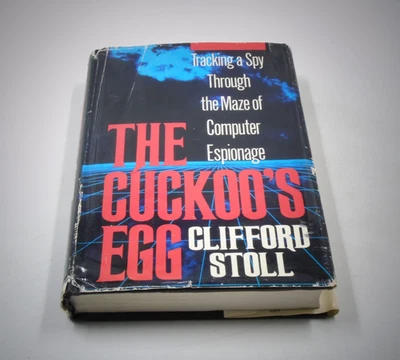 Tracking a Spy
Through
the Maze of
Computer
Espionage
THE
CUCKOO'S
EGG
CLIFFORD
STOLL